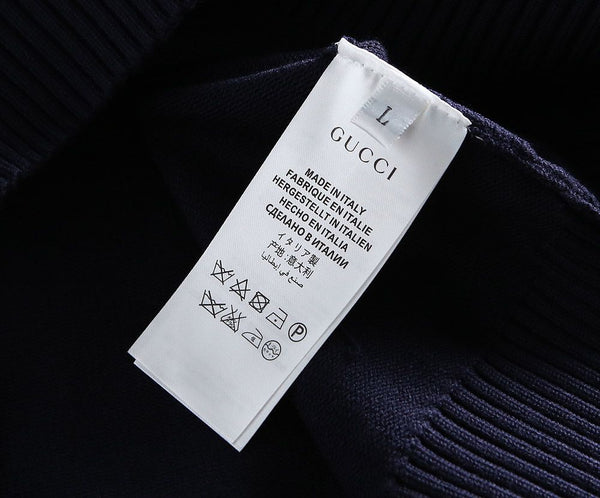 L
GUCCI
MADE IN ITALY
FABRIQUE EN ITALIE
HERGESTELLT IN ITALIEN
HECHO EN ITALIA
СДЕЛАНО В ИТАЛИИ
イタリア製
产地:意大利
صنع في إيطاليا
P